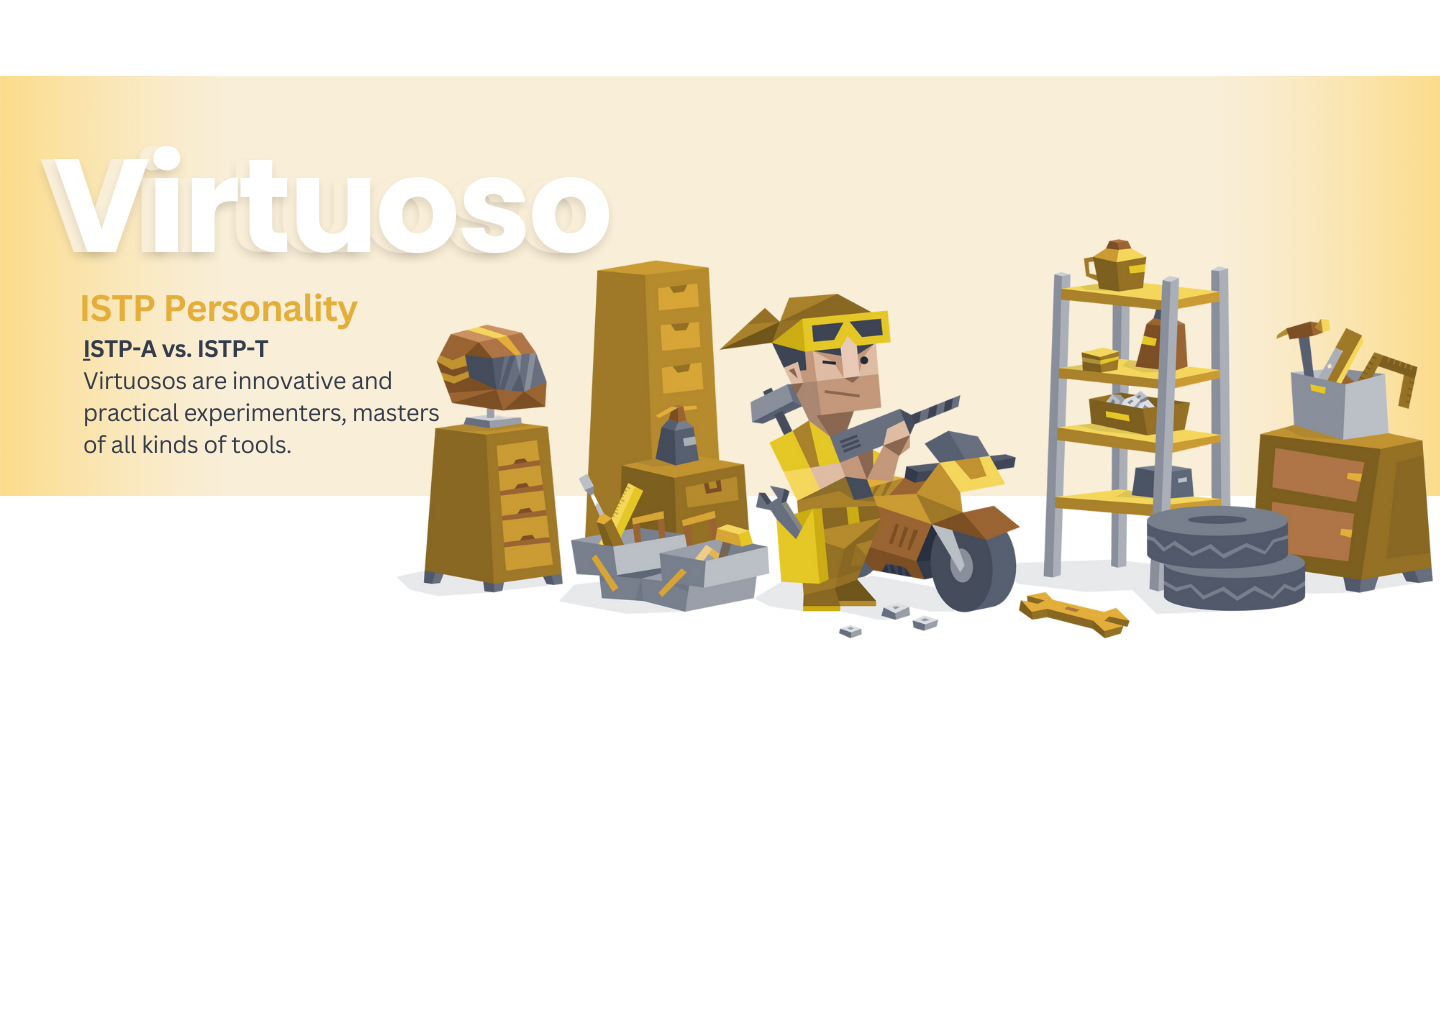 Virtuoso
ISTP Personality
ISTP-A vs. ISTP-T
Virtuosos are innovative and
practical experimenters, masters
of all kinds of tools.